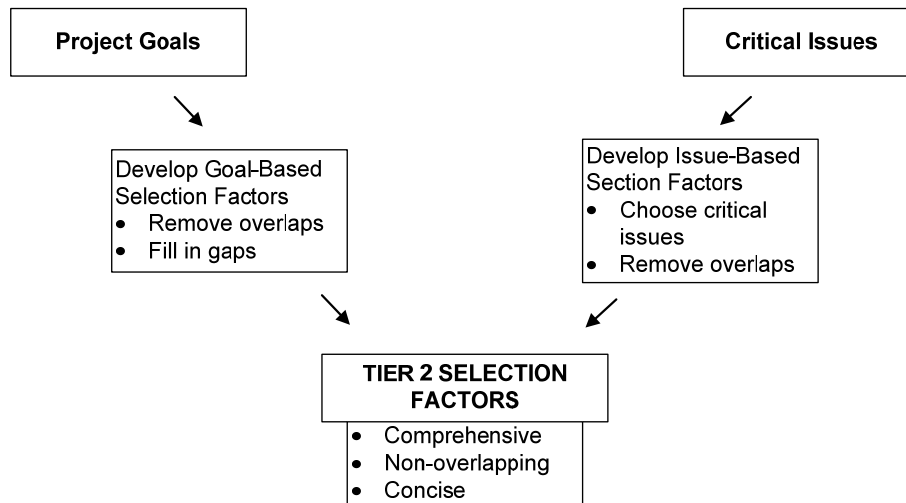 Project Goals
Critical Issues
Develop Goal-Based
Selection Factors
• Remove overlaps
• Fill in gaps
Develop Issue-Based
Section Factors
• Choose critical
issues
• Remove overlaps
TIER 2 SELECTION
FACTORS
• Comprehensive
• Non-overlapping
• Concise